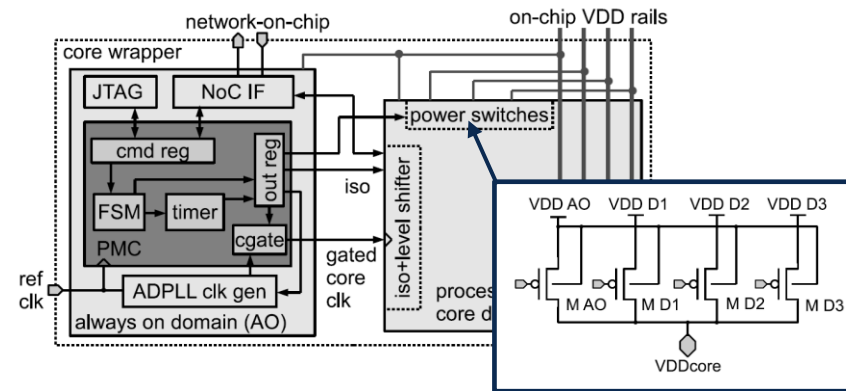 network-on-chip
on-chip VDD rails
core wrapper
JTAG
NoC IF
power switches
cmd reg
out reg
iso
iso+level shifter
FSM
timer
cgate
PMC
gated
core
clk
ref
clk
ADPLL clk gen
always on domain (AO)
proces
core d
VDD AO
VDD D1
VDD D2
VDD D3
M AO
M D1
M D2
M D3
VDDcore